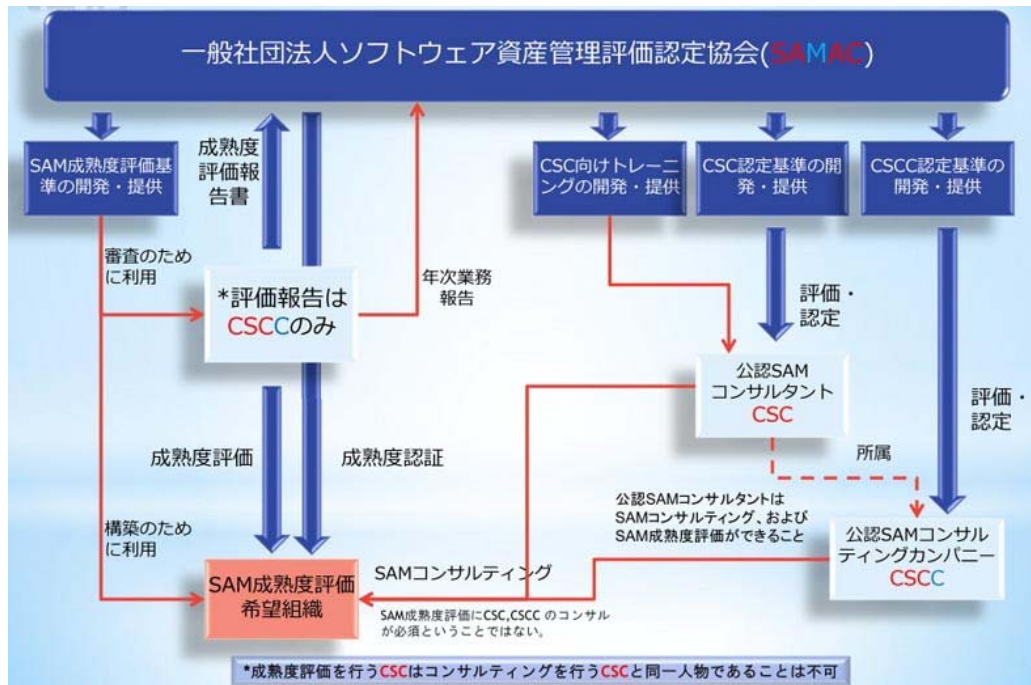 一般社団法人ソフトウェア資産管理評価認定協会(SAMAC)
SAM成熟度評価基
準の開発・提供
成熟度
評価報
告書
CSC向けトレーニ
ングの開発・提供
CSC認定基準の開
発・提供
CSCC認定基準の
開発・提供
審査のため
に利用
*評価報告は
CSCCのみ
年次業務
報告
評価・
認定
公認SAM
コンサルタント
CSC
評価・
認定
成熟度評価
成熟度認証
所属
公認SAMコンサルタントは
SAMコンサルティング、および
SAM成熟度評価ができること
公認SAMコンサル
ティングカンパニー
CSCC
構築のため
に利用
SAM成熟度評価
希望組織
SAMコンサルティング
SAM成熟度評価にCSC,CSCC のコンサル
が必須ということではない。
*成熟度評価を行うCSCはコンサルティングを行うCSCと同一人物であることは不可